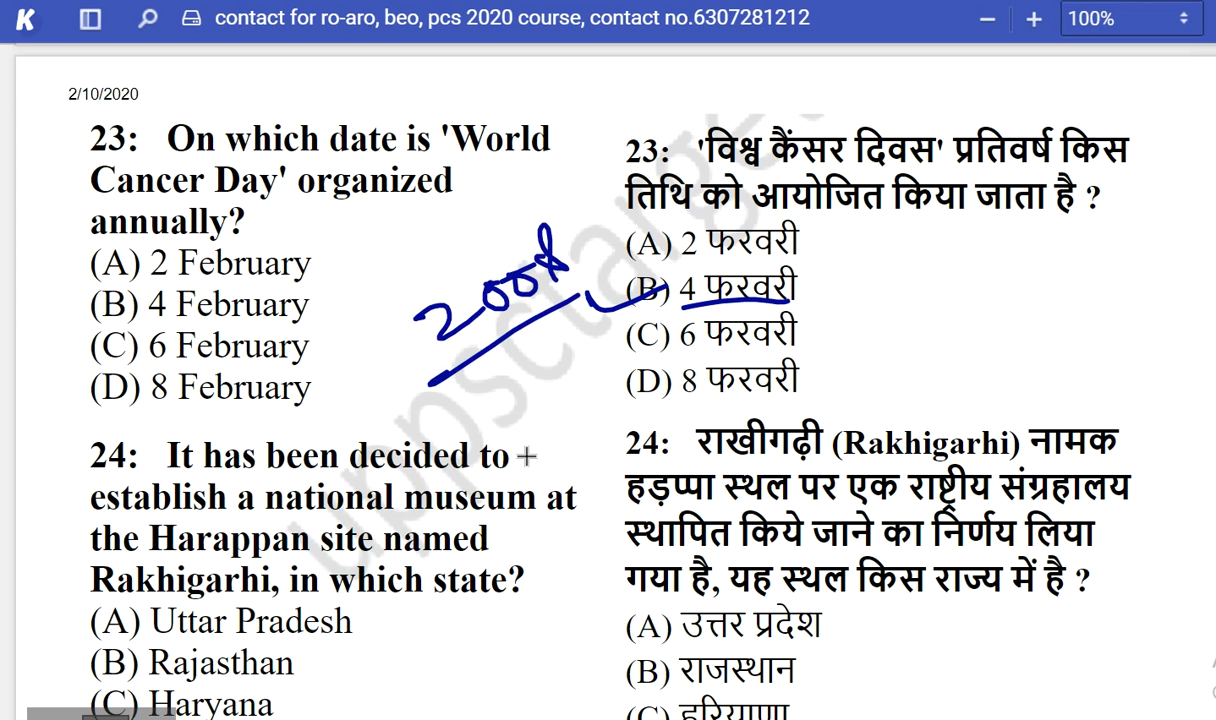 contact for ro-aro, beo, pcs 2020 course, contact no.6307281212
100%
2/10/2020
23: On which date is 'World
Cancer Day' organized
annually?
(A) 2 February
(B) 4 February
(C) 6 February
(D) 8 February
24: It has been decided to
establish a national museum at
the Harappan site named
Rakhigarhi, in which state?
(A) Uttar Pradesh
(B) Rajasthan
(C) Haryana
23: 'विश्व कैंसर दिवस' प्रतिवर्ष किस
तिथि को आयोजित किया जाता है ?
(A) 2 फरवरी
(B) 4 फरवरी
(C) 6 फरवरी
(D) 8 फरवरी
24: राखीगढ़ी (Rakhigarhi) नामक
हड़प्पा स्थल पर एक राष्ट्रीय संग्रहालय
स्थापित किये जाने का निर्णय लिया
गया है, यह स्थल किस राज्य में है ?
(A) उत्तर प्रदेश
(B) राजस्थान
(C) हरियाणा